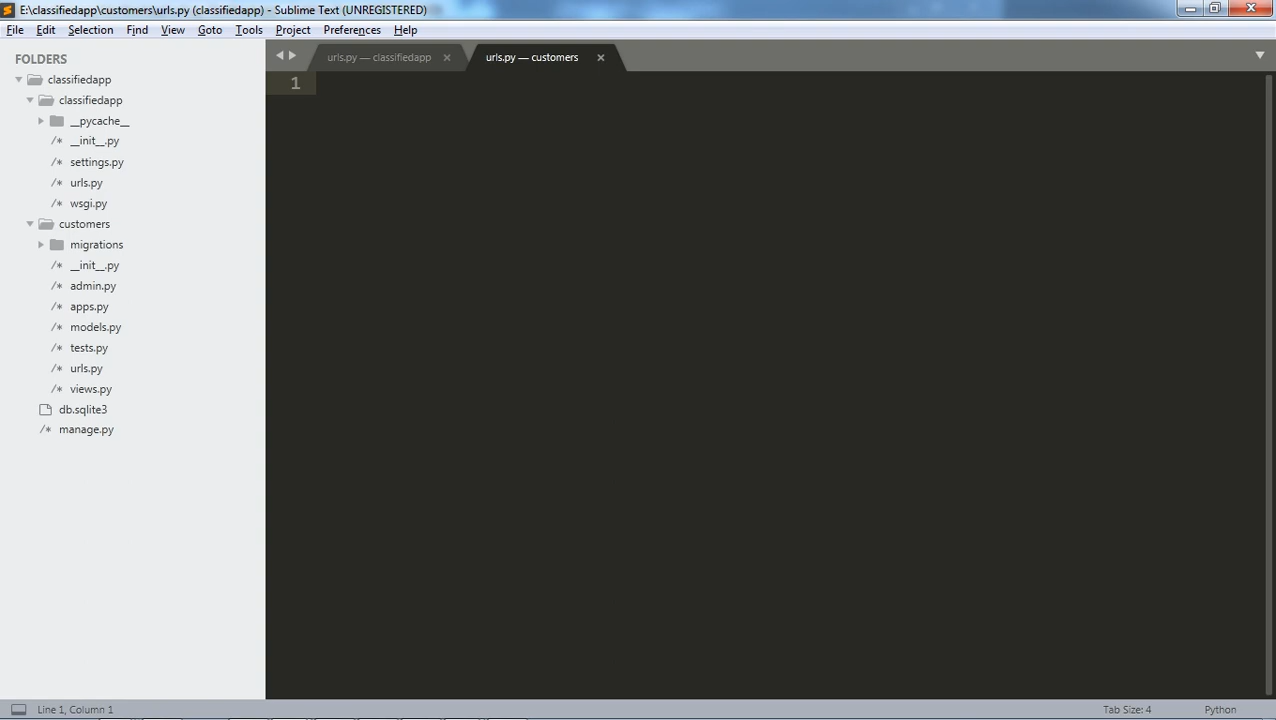 E:\classifiedapp\customers\urls.py (classifiedapp) - Sublime Text (UNREGISTERED)
File Edit Selection Find View Goto Tools Project Preferences Help
FOLDERS
classifiedapp
classifiedapp
__pycache__
/* __init__.py
/* settings.py
/* urls.py
/* wsgi.py
customers
migrations
/* __init__.py
/* admin.py
/* apps.py
/* models.py
/* tests.py
/* urls.py
/* views.py
db.sqlite3
/* manage.py
urls.py — classifiedapp
urls.py — customers
1
Line 1, Column 1
Tab Size: 4
Python